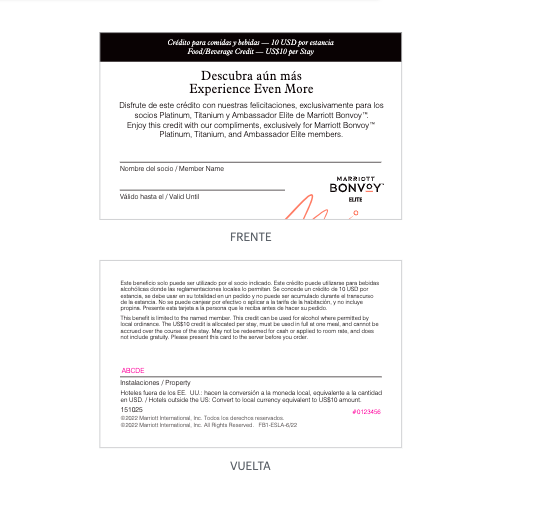 Crédito para comidas y bebidas — 10 USD por estancia
Food/Beverage Credit — US$10 per Stay
Descubra aún más
Experience Even More
Disfrute de este crédito con nuestras felicitaciones, exclusivamente para los
socios Platinum, Titanium y Ambassador Elite de Marriott Bonvoy™.
Enjoy this credit with our compliments, exclusively for Marriott Bonvoy™
Platinum, Titanium, and Ambassador Elite members.
Nombre del socio / Member Name
Válido hasta el / Valid Until
MARRIOTT
BONVOY™
ELITE
FRENTE
Este beneficio solo puede ser utilizado por el socio indicado. Este crédito puede utilizarse para bebidas
alcohólicas donde las reglamentaciones locales lo permiten. Se concede un crédito de 10 USD por
estancia, se debe usar en su totalidad en un pedido y no puede ser acumulado durante el transcurso
de la estancia. No se puede canjear por efectivo o aplicar a la tarifa de la habitación, y no incluye
propina. Presente esta tarjeta a la persona que le reciba antes de hacer su pedido.
This benefit is limited to the named member. This credit can be used for alcohol where permitted by
local ordinance. The US$10 credit is allocated per stay, must be used in full at one meal, and cannot be
accrued over the course of the stay. May not be redeemed for cash or applied to room rate, and does
not include gratuity. Please present this card to the server before you order.
ABCDE
Instalaciones / Property
Hoteles fuera de los EE. UU.: hacen la conversión a la moneda local, equivalente a la cantidad
en USD. / Hotels outside the US: Convert to local currency equivalent to US$10 amount.
151025
#0123456
©2022 Marriott International, Inc. Todos los derechos reservados.
©2022 Marriott International, Inc. All Rights Reserved. FB1-ESLA-6/22
VUELTA